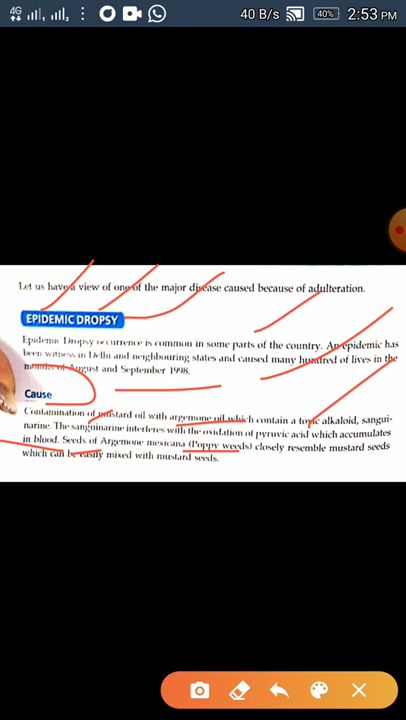 4G 40 B/s 40% 2:53 PM
Let us have a view of one of the major disease caused because of adulteration.
EPIDEMIC DROPSY
Epidemic Dropsy occurrence is common in some parts of the country. An epidemic has
been witness in Delhi and neighbouring states and caused many hundred of lives in the
months of August and September 1998.
Cause
Contamination of mustard oil with argemone oil which contain a toxic alkaloid, sangui-
narine. The sanguinarine interferes with the oxidation of pyruvic acid which accumulates
in blood. Seeds of Argemone mexicana (Poppy weeds) closely resemble mustard seeds
which can be easily mixed with mustard seeds.